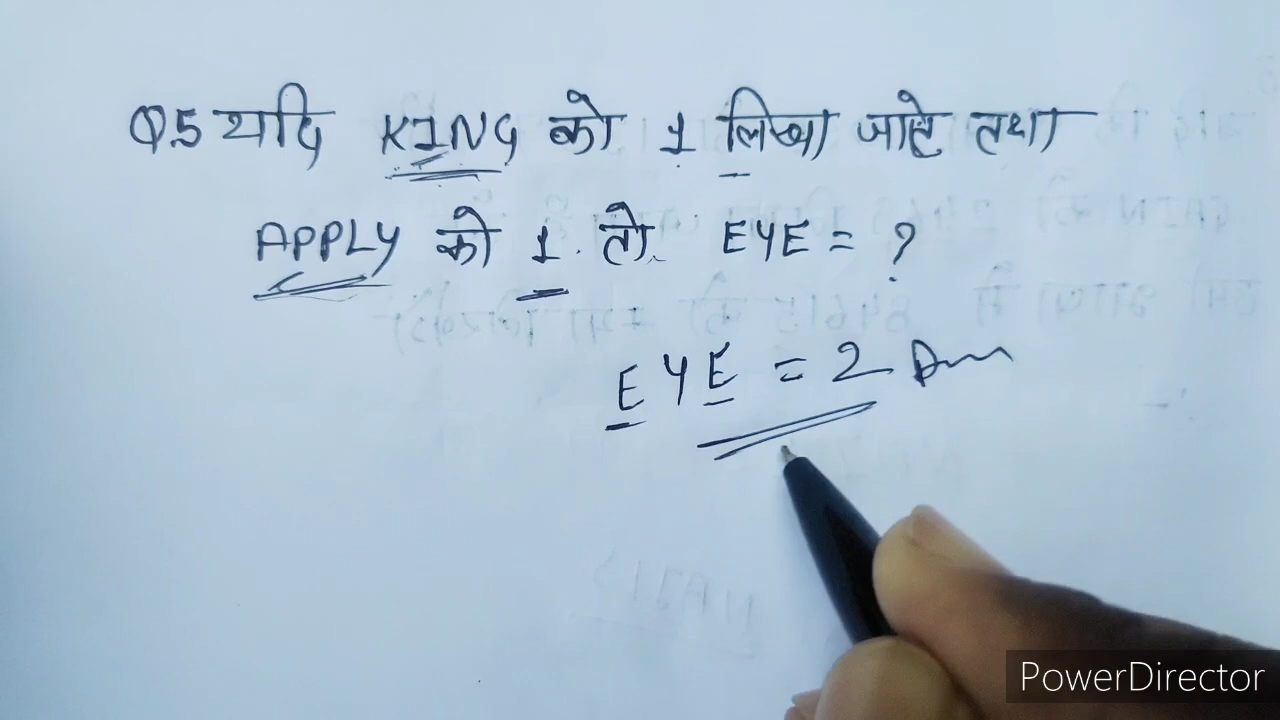 Q.5 यदि KING को 1 लिखा जाए तथा
APPLY को 1. तो EYE = ?
EYE = 2 Ans
PowerDirector